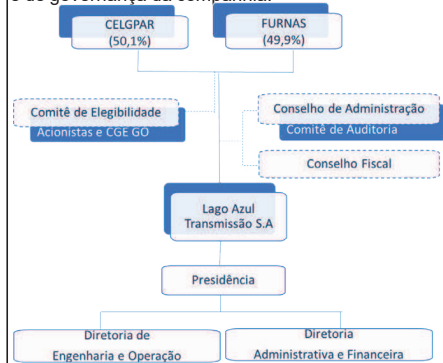 de governança da companhia.
CELGPAR
(50,1%)
FURNAS
(49,9%)
Comitê de Elegibilidade
Acionistas e CGE GO
Conselho de Administração
Comitê de Auditoria
Conselho Fiscal
Lago Azul
Transmissão S.A
Presidência
Diretoria de
Engenharia e Operação
Diretoria
Administrativa e Financeira